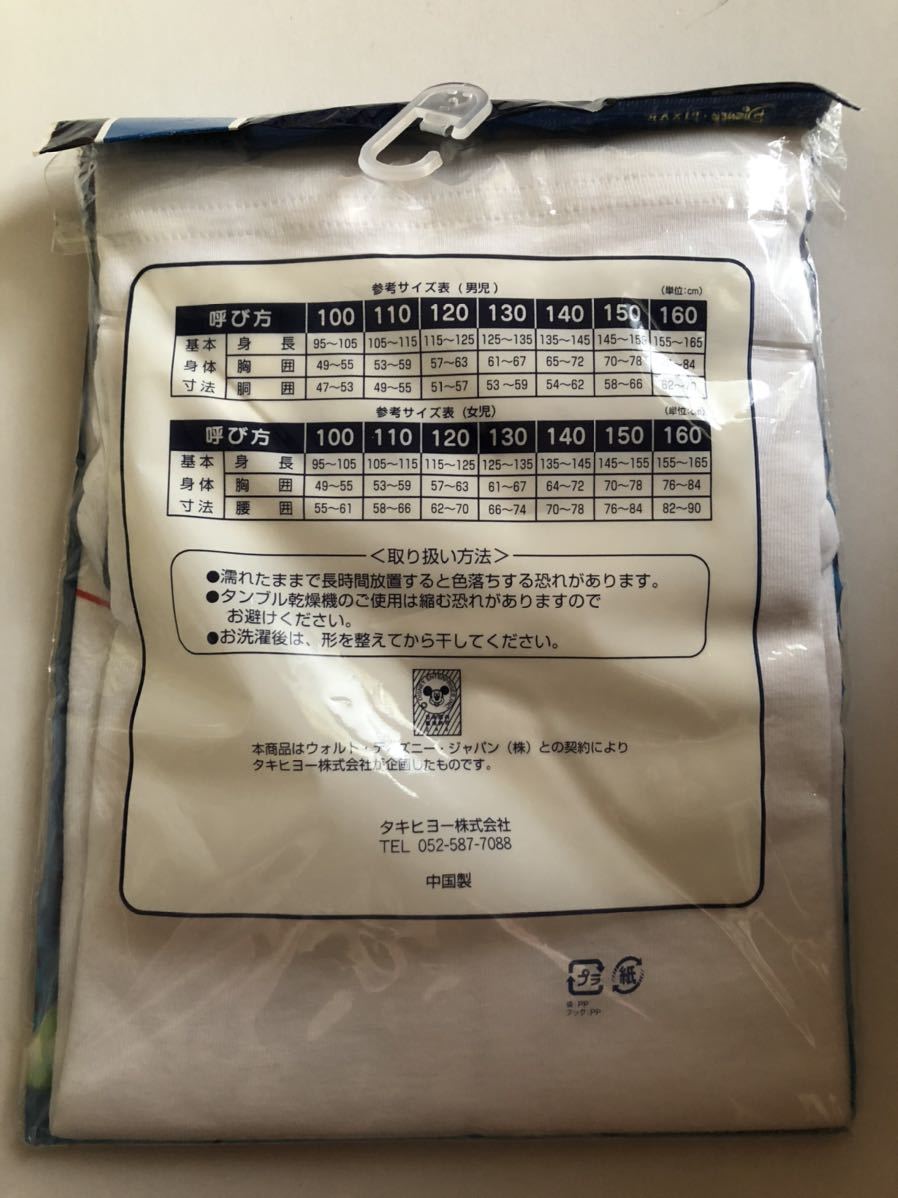 参考サイズ表 (男児)
(単位:cm)
呼び方 100 110 120 130 140 150 160
基本 身長 95〜105 105〜115 115〜125 125〜135 135〜145 145〜155 155〜165
身体 胸囲 49〜55 53〜59 57〜63 61〜67 65〜72 70〜78 〜84
寸法 胴囲 47〜53 49〜55 51〜57 53〜59 54〜62 58〜66
参考サイズ表 (女児)
(単位:cm)
呼び方 100 110 120 130 140 150 160
基本 身長 95〜105 105〜115 115〜125 125〜135 135〜145 145〜155 155〜165
身体 胸囲 49〜55 53〜59 57〜63 61〜67 64〜72 70〜78 76〜84
寸法 腰囲 55〜61 58〜66 62〜70 66〜74 70〜78 76〜84 82〜90
<取り扱い方法>
●濡れたままで長時間放置すると色落ちする恐れがあります。
●タンブル乾燥機のご使用は縮む恐れがありますので
お避けください。
●お洗濯後は、形を整えてから干してください。
本商品はウォルト・ディズニー・ジャパン(株)との契約により
タキヒヨー株式会社が企画したものです。
タキヒヨー株式会社
TEL 052-587-7088
中国製
プラ 紙
袋:PP
フック:PP